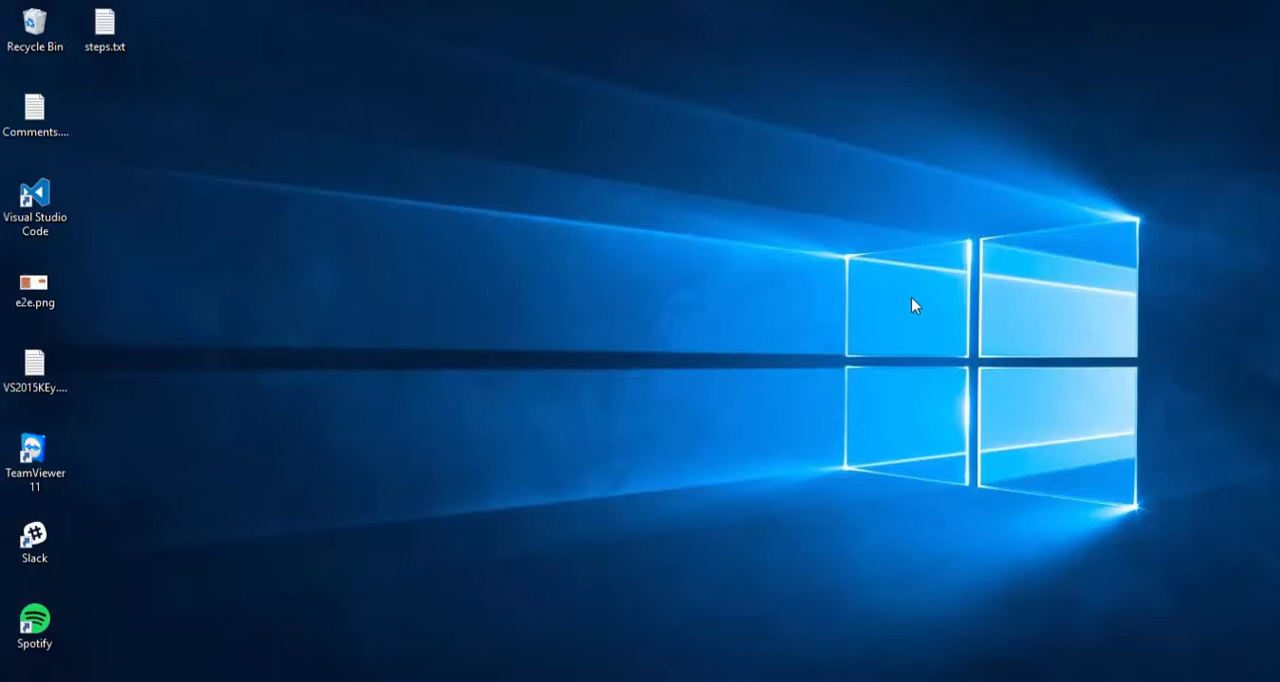 Recycle Bin
steps.txt
Comments....
Visual Studio
Code
e2e.png
VS2015KEy....
TeamViewer
11
Slack
Spotify